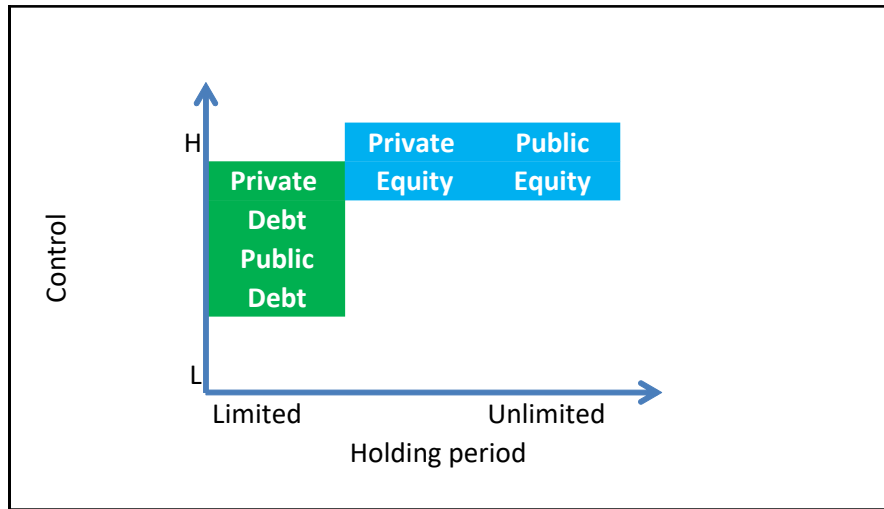 H
Private Public
Equity Equity
Private
Debt
Public
Debt
Control
L
Limited Unlimited
Holding period